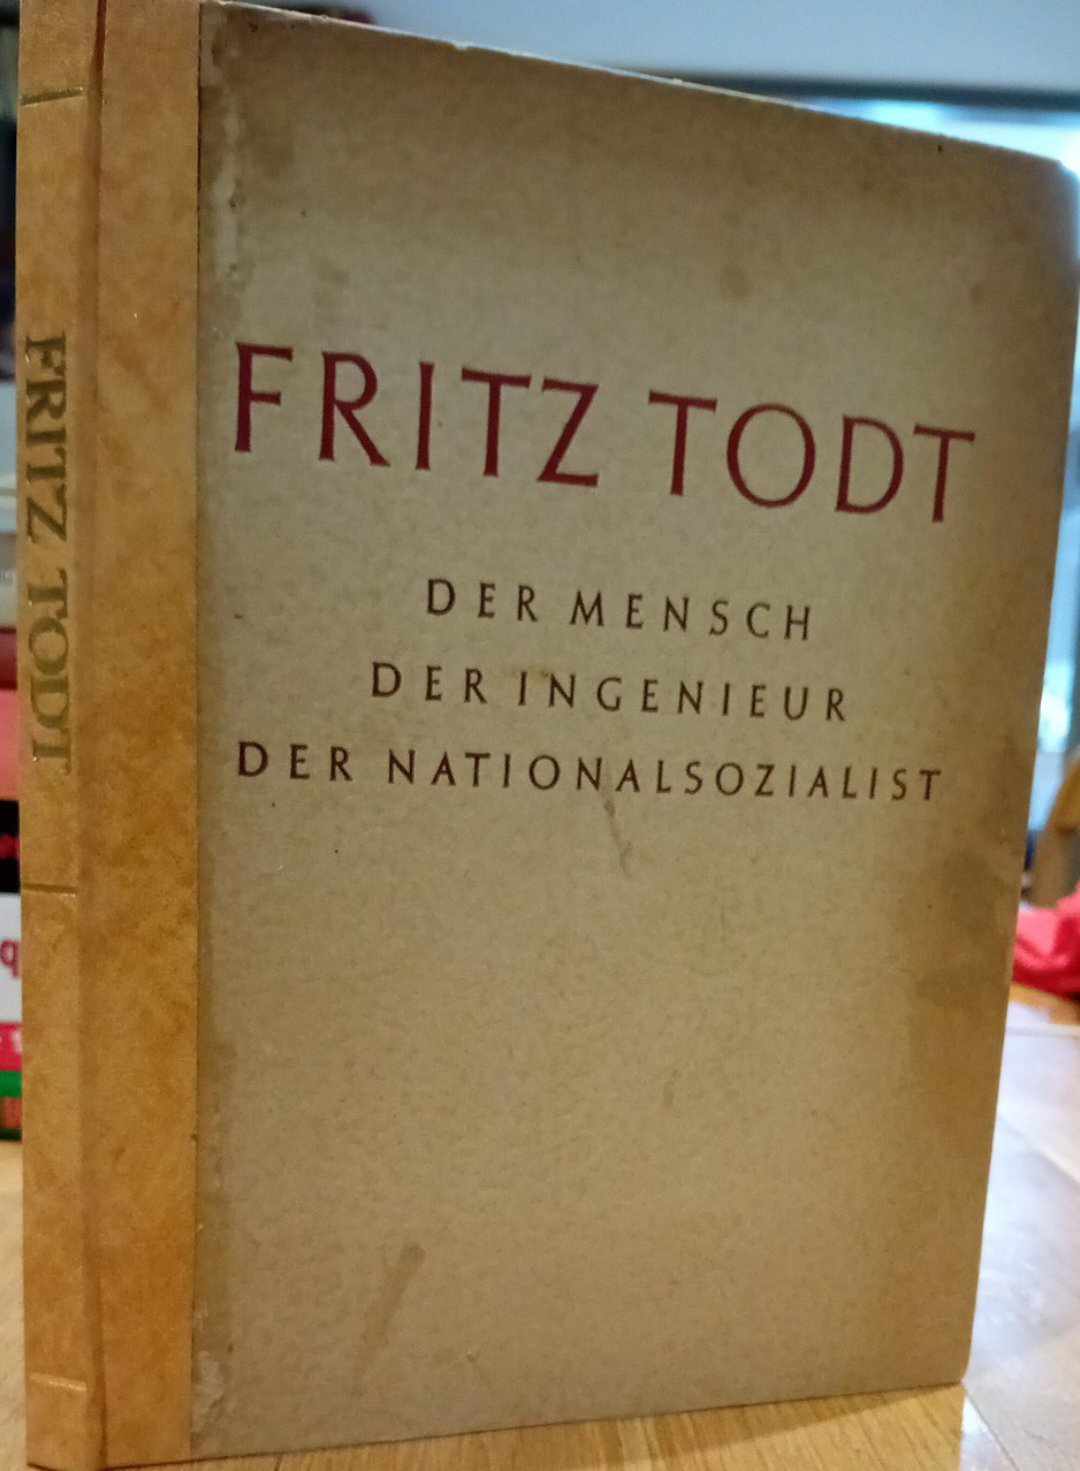 FRITZ TODT
FRITZ TODT
DER MENSCH
DER INGENIEUR
DER NATIONALSOZIALIST